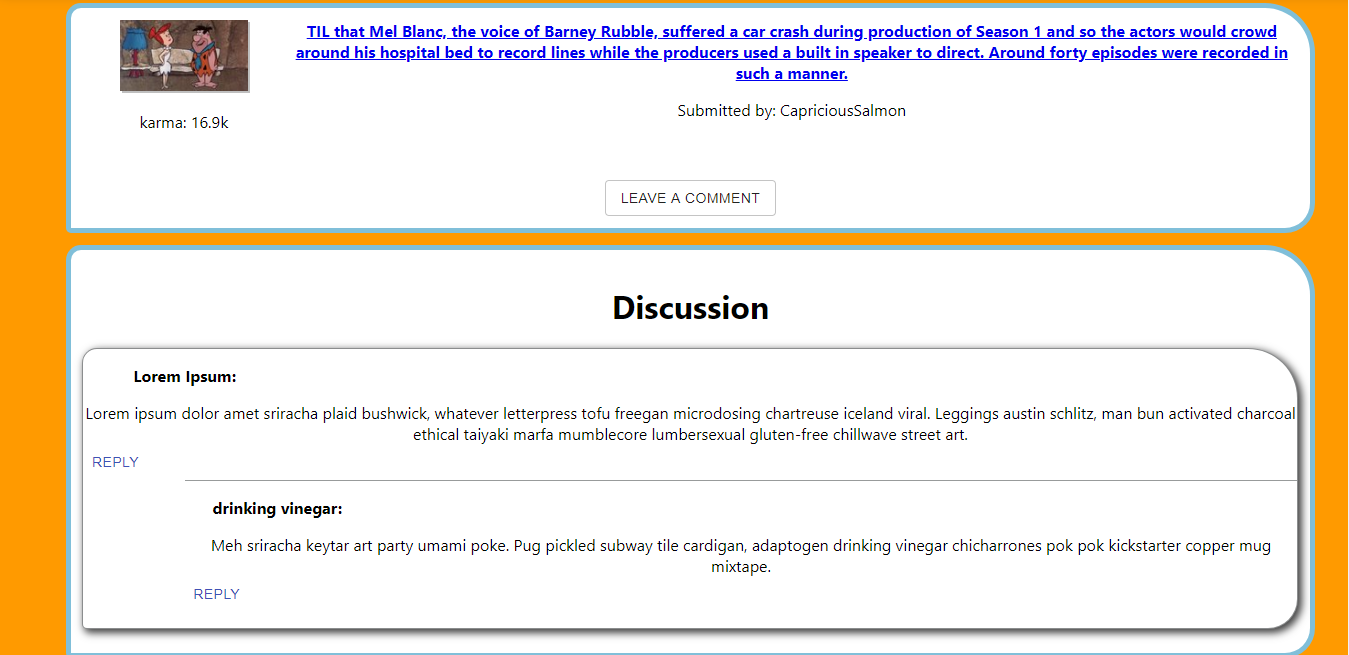 TIL that Mel Blanc, the voice of Barney Rubble, suffered a car crash during production of Season 1 and so the actors would crowd
around his hospital bed to record lines while the producers used a built in speaker to direct. Around forty episodes were recorded in
such a manner.
karma: 16.9k
Submitted by: CapriciousSalmon
LEAVE A COMMENT
Discussion
Lorem Ipsum:
Lorem ipsum dolor amet sriracha plaid bushwick, whatever letterpress tofu freegan microdosing chartreuse iceland viral. Leggings austin schlitz, man bun activated charcoal
ethical taiyaki marfa mumblecore lumbersexual gluten-free chillwave street art.
REPLY
drinking vinegar:
Meh sriracha keytar art party umami poke. Pug pickled subway tile cardigan, adaptogen drinking vinegar chicharrones pok pok kickstarter copper mug
mixtape.
REPLY